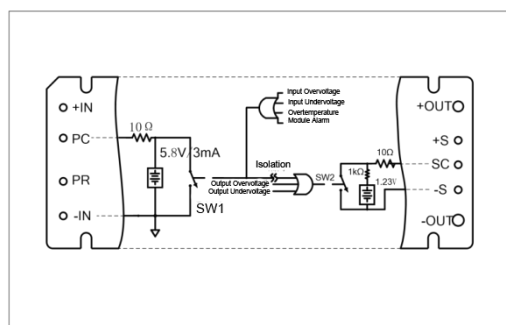 Input Overvoltage
Input Undervoltage
Overtemperature
Module Alarm
+IN
PC
PR
-IN
10Ω
5.8V/3mA
SW1
Isolation
Output Overvoltage
Output Undervoltage
SW2
10Ω
1kΩ
1.23V
+OUT
+S
SC
-S
-OUT